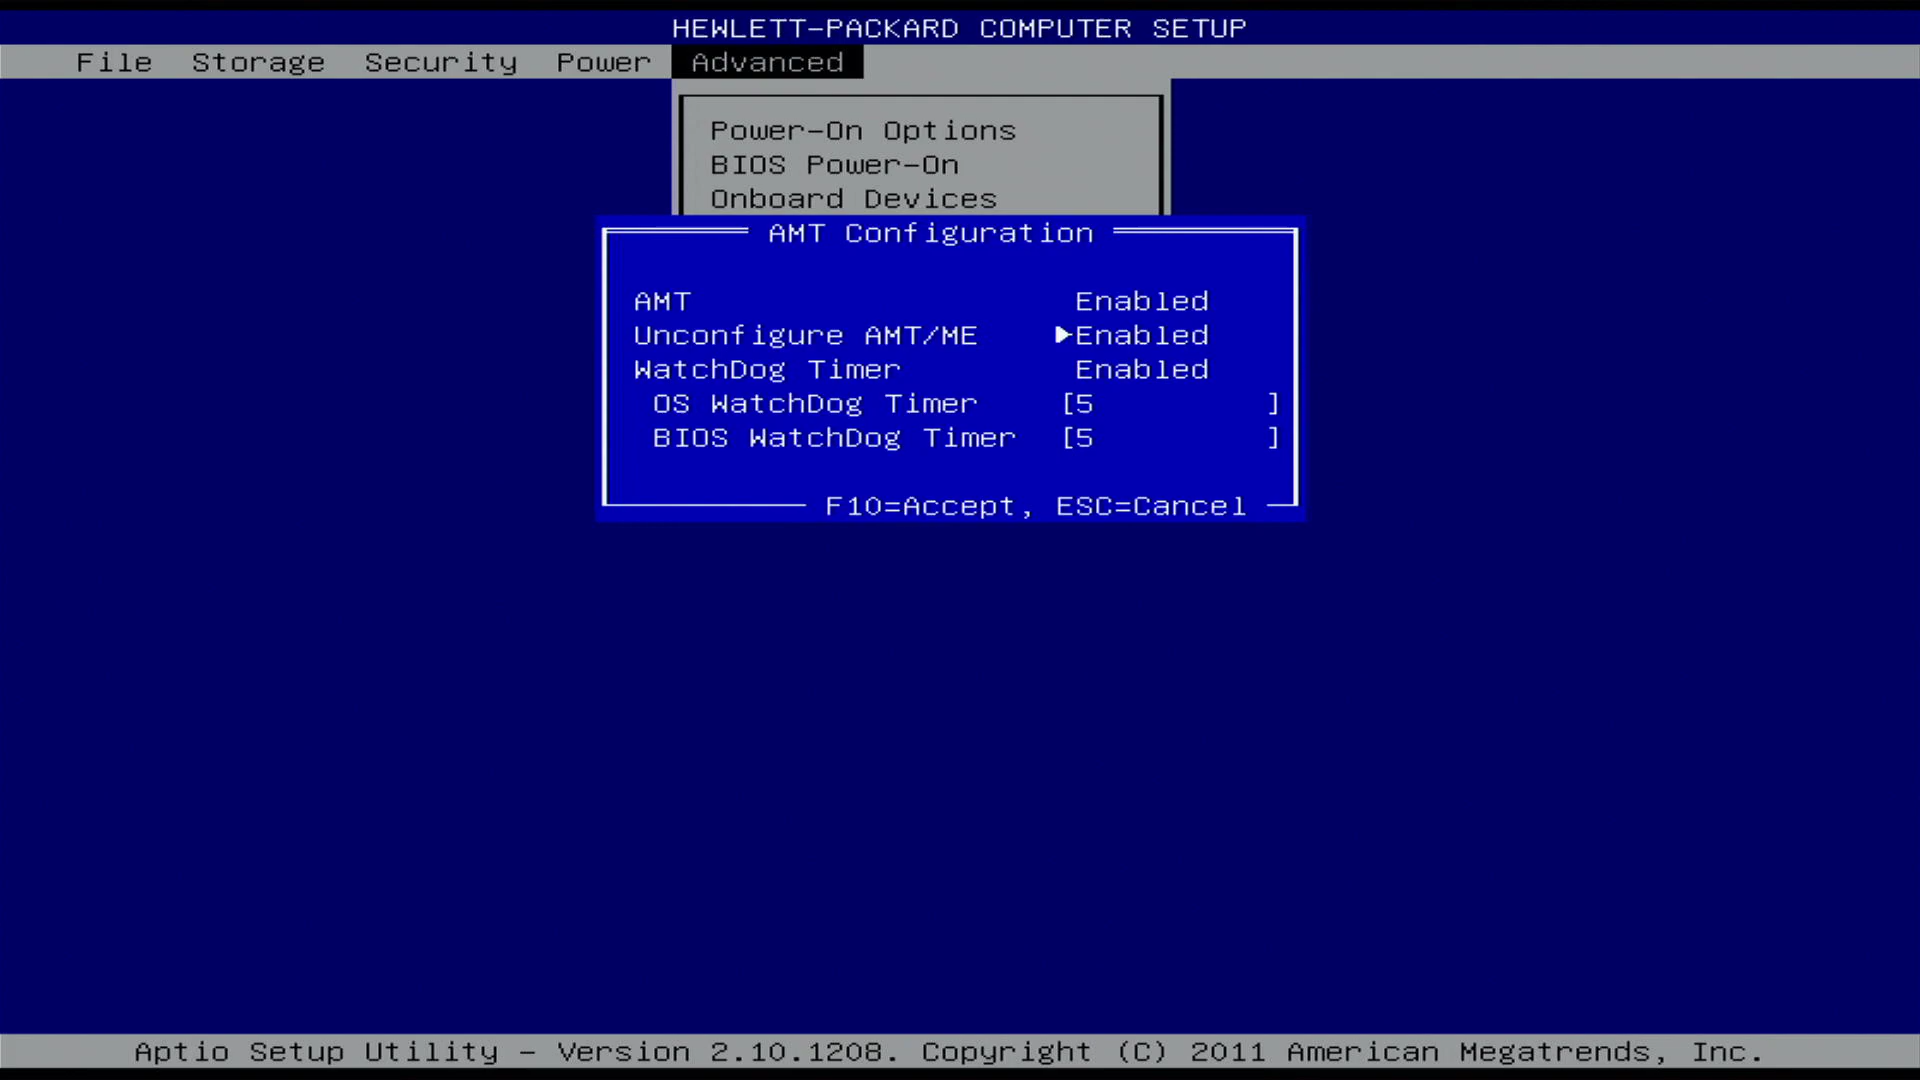 HEWLETT-PACKARD COMPUTER SETUP
File Storage Security Power Advanced
Power-On Options
BIOS Power-On
Onboard Devices
AMT Configuration
AMT Enabled
Unconfigure AMT/ME ▶Enabled
WatchDog Timer Enabled
OS WatchDog Timer [5 ]
BIOS WatchDog Timer [5 ]
F10=Accept, ESC=Cancel
Aptio Setup Utility - Version 2.10.1208. Copyright (C) 2011 American Megatrends, Inc.